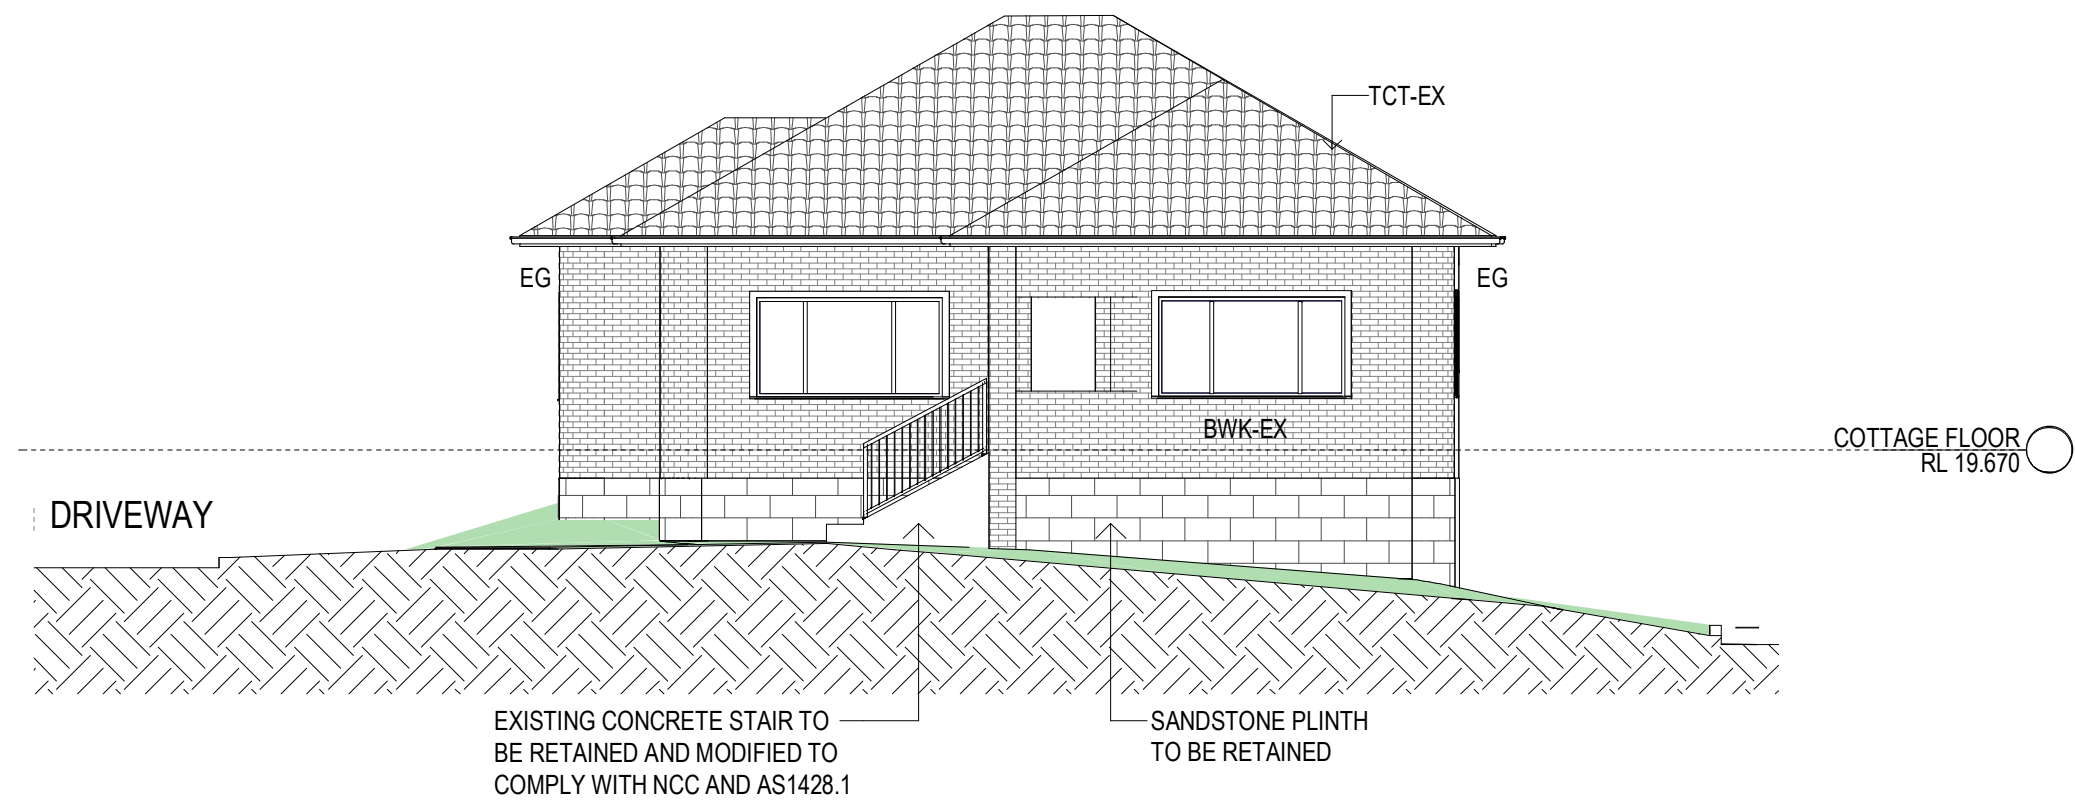 TCT-EX
EG
EG
BWK-EX
COTTAGE FLOOR
RL 19.670
DRIVEWAY
EXISTING CONCRETE STAIR TO
BE RETAINED AND MODIFIED TO
COMPLY WITH NCC AND AS1428.1
SANDSTONE PLINTH
TO BE RETAINED